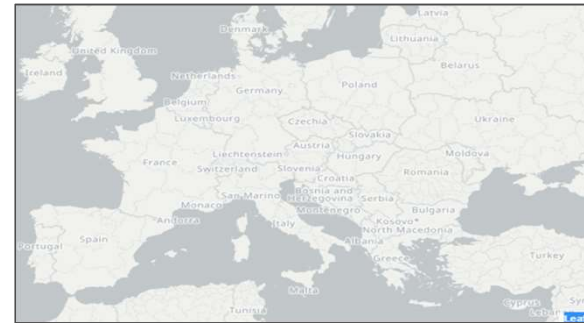 Latvia
Denmark
Lithuania
United Kingdom
Ireland
Belarus
Netherlands
Germany
Poland
Belgium
Luxembourg
Czechia
Ukraine
Slovakia
Austria
Moldova
Liechtenstein
Hungary
France
Switzerland
Slovenia
Romania
Croatia
San Marino
Bosnia and
Herzegovina
Serbia
Monaco
Montenegro
Bulgaria
Andorra
Kosovo*
Italy
North Macedonia
Spain
Albania
Portugal
Greece
Turkey
Malta
Cyprus
Tunisia